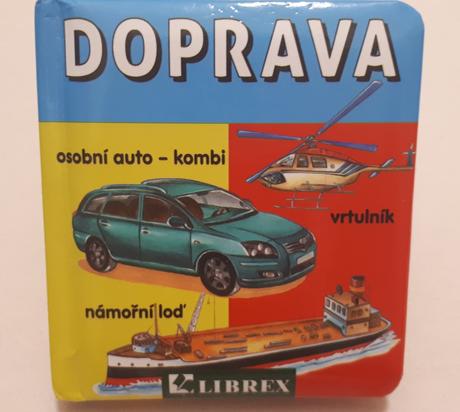 DOPRAVA
osobní auto – kombi
vrtulník
námořní loď
LIBREX